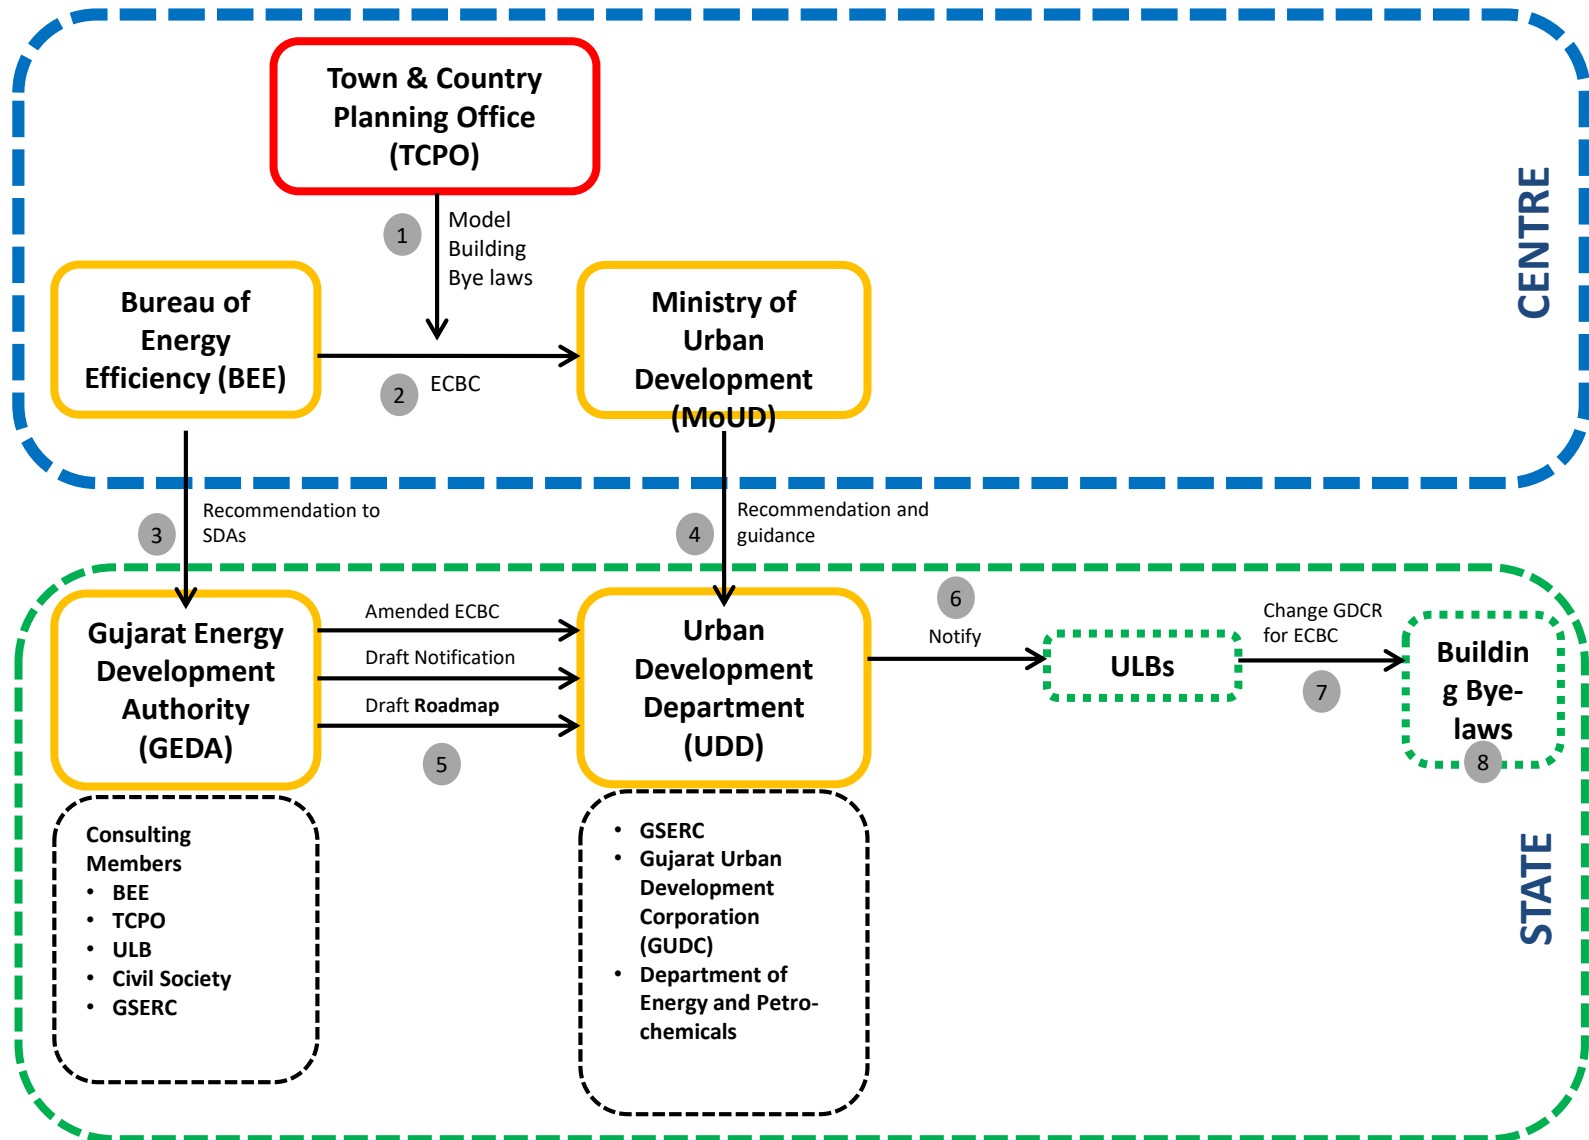 Town & Country
Planning Office
(TCPO)
CENTRE
1
Model
Building
Bye laws
Bureau of
Energy
Efficiency (BEE)
2
ECBC
Ministry of
Urban
Development
(MoUD)
3
Recommendation to
SDAs
4
Recommendation and
guidance
Gujarat Energy
Development
Authority
(GEDA)
Amended ECBC
Draft Notification
Draft Roadmap
5
Urban
Development
Department
(UDD)
6
Notify
ULBs
Change GDCR
for ECBC
7
Buildin
g Bye-
laws
8
Consulting
Members
• BEE
• TCPO
• ULB
• Civil Society
• GSERC
• GSERC
• Gujarat Urban
Development
Corporation
(GUDC)
• Department of
Energy and Petro-
chemicals
STATE